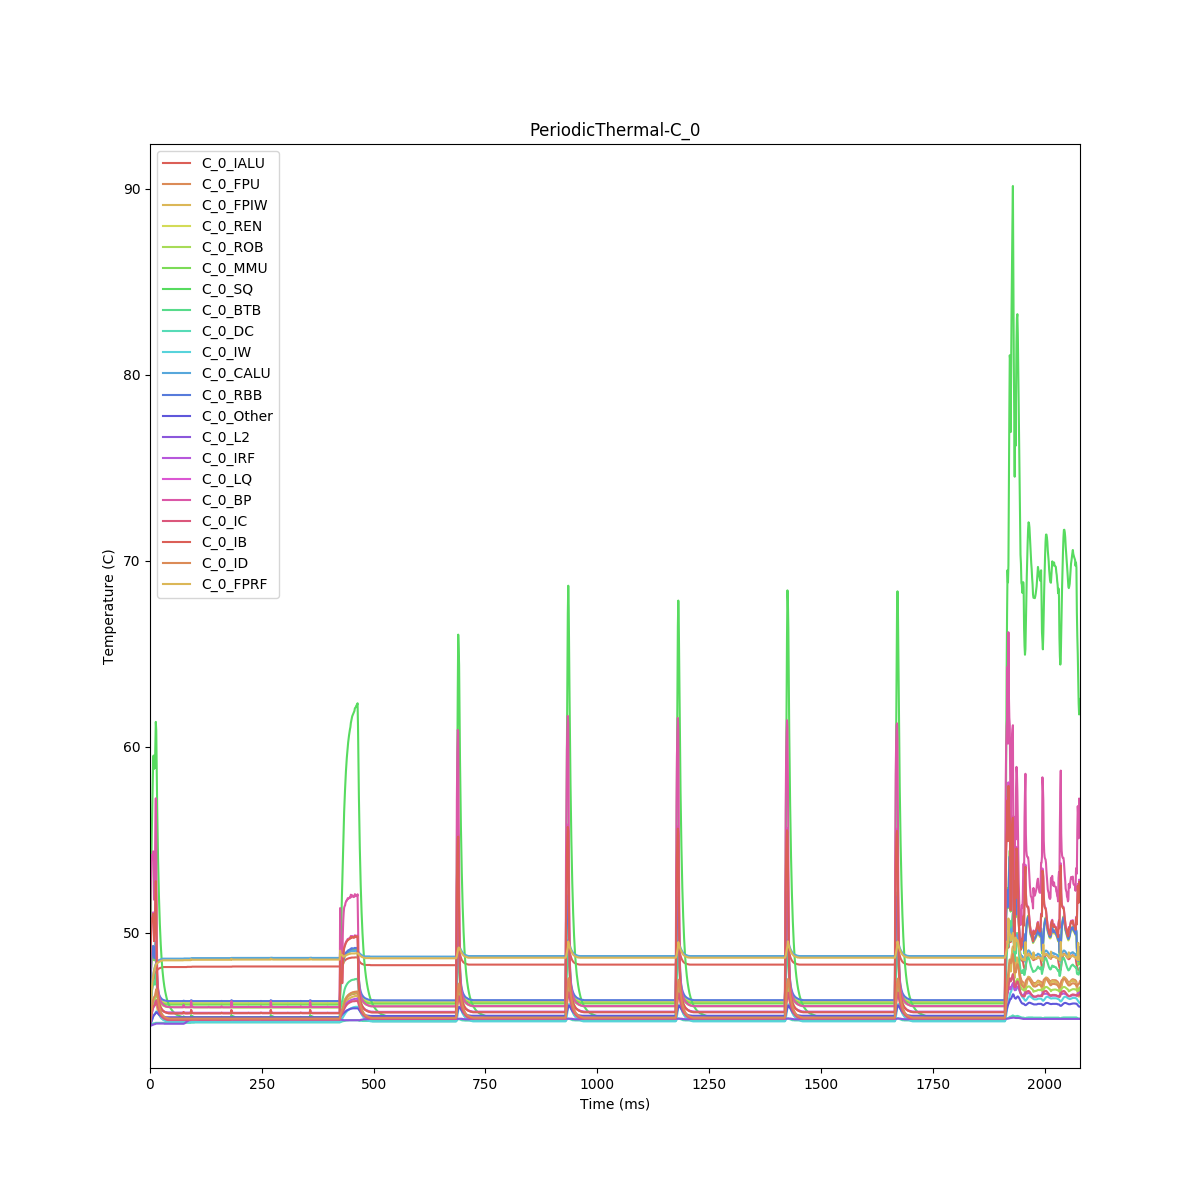 PeriodicThermal-C_0
C_0_IALU
C_0_FPU
C_0_FPIW
C_0_REN
C_0_ROB
C_0_MMU
C_0_SQ
C_0_BTB
C_0_DC
C_0_IW
C_0_CALU
C_0_RBB
C_0_Other
C_0_L2
C_0_IRF
C_0_LQ
C_0_BP
C_0_IC
C_0_IB
C_0_ID
C_0_FPRF
90
80
70
60
50
Temperature (C)
0 250 500 750 1000 1250 1500 1750 2000
Time (ms)